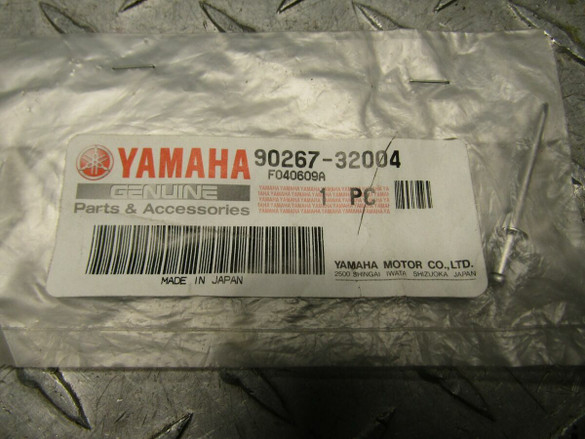 YAMAHA 90267-32004
F040609A
GENUINE
Parts & Accessories
1 PC
MADE IN JAPAN
YAMAHA MOTOR CO., LTD.
2500 SHINGAI IWATA SHIZUOKA JAPAN